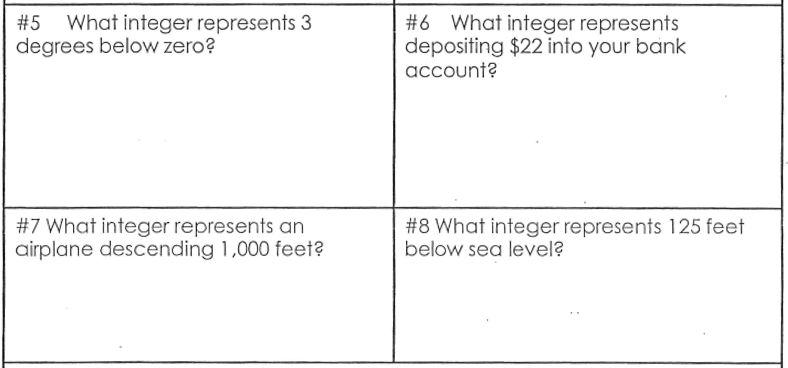 #5 What integer represents 3
degrees below zero?
#6 What integer represents
depositing $22 into your bank
account?
#7 What integer represents an
airplane descending 1,000 feet?
#8 What integer represents 125 feet
below sea level?